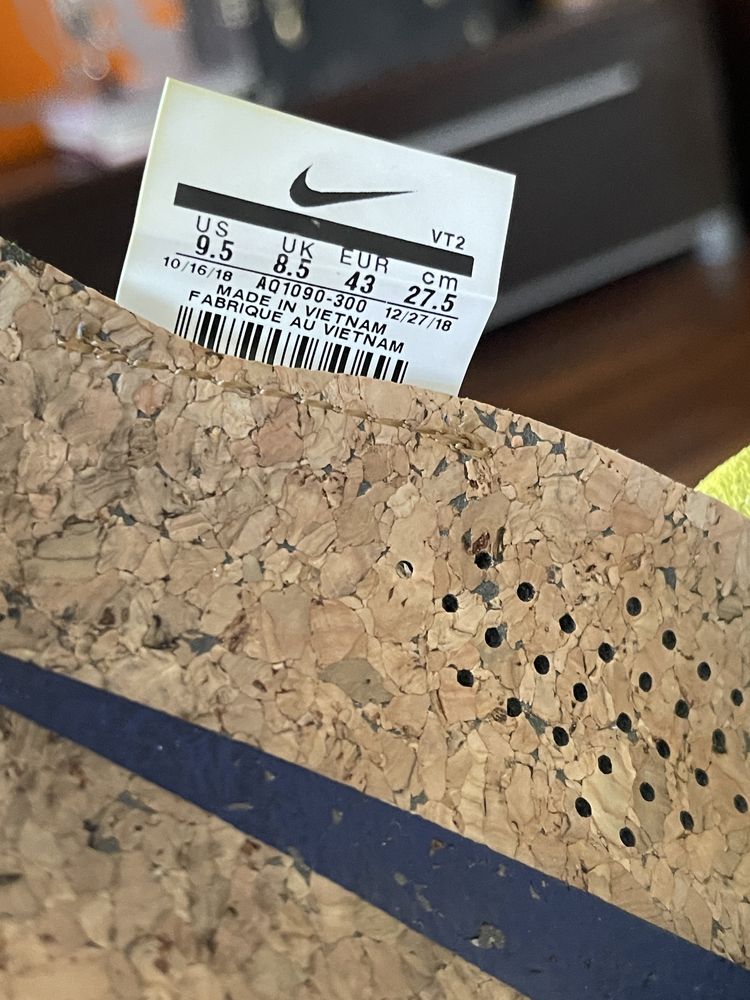 VT2
US UK EUR cm
9.5 8.5 43 27.5
10/16/18 AQ1090-300 12/27/18
MADE IN VIETNAM
FABRIQUE AU VIETNAM